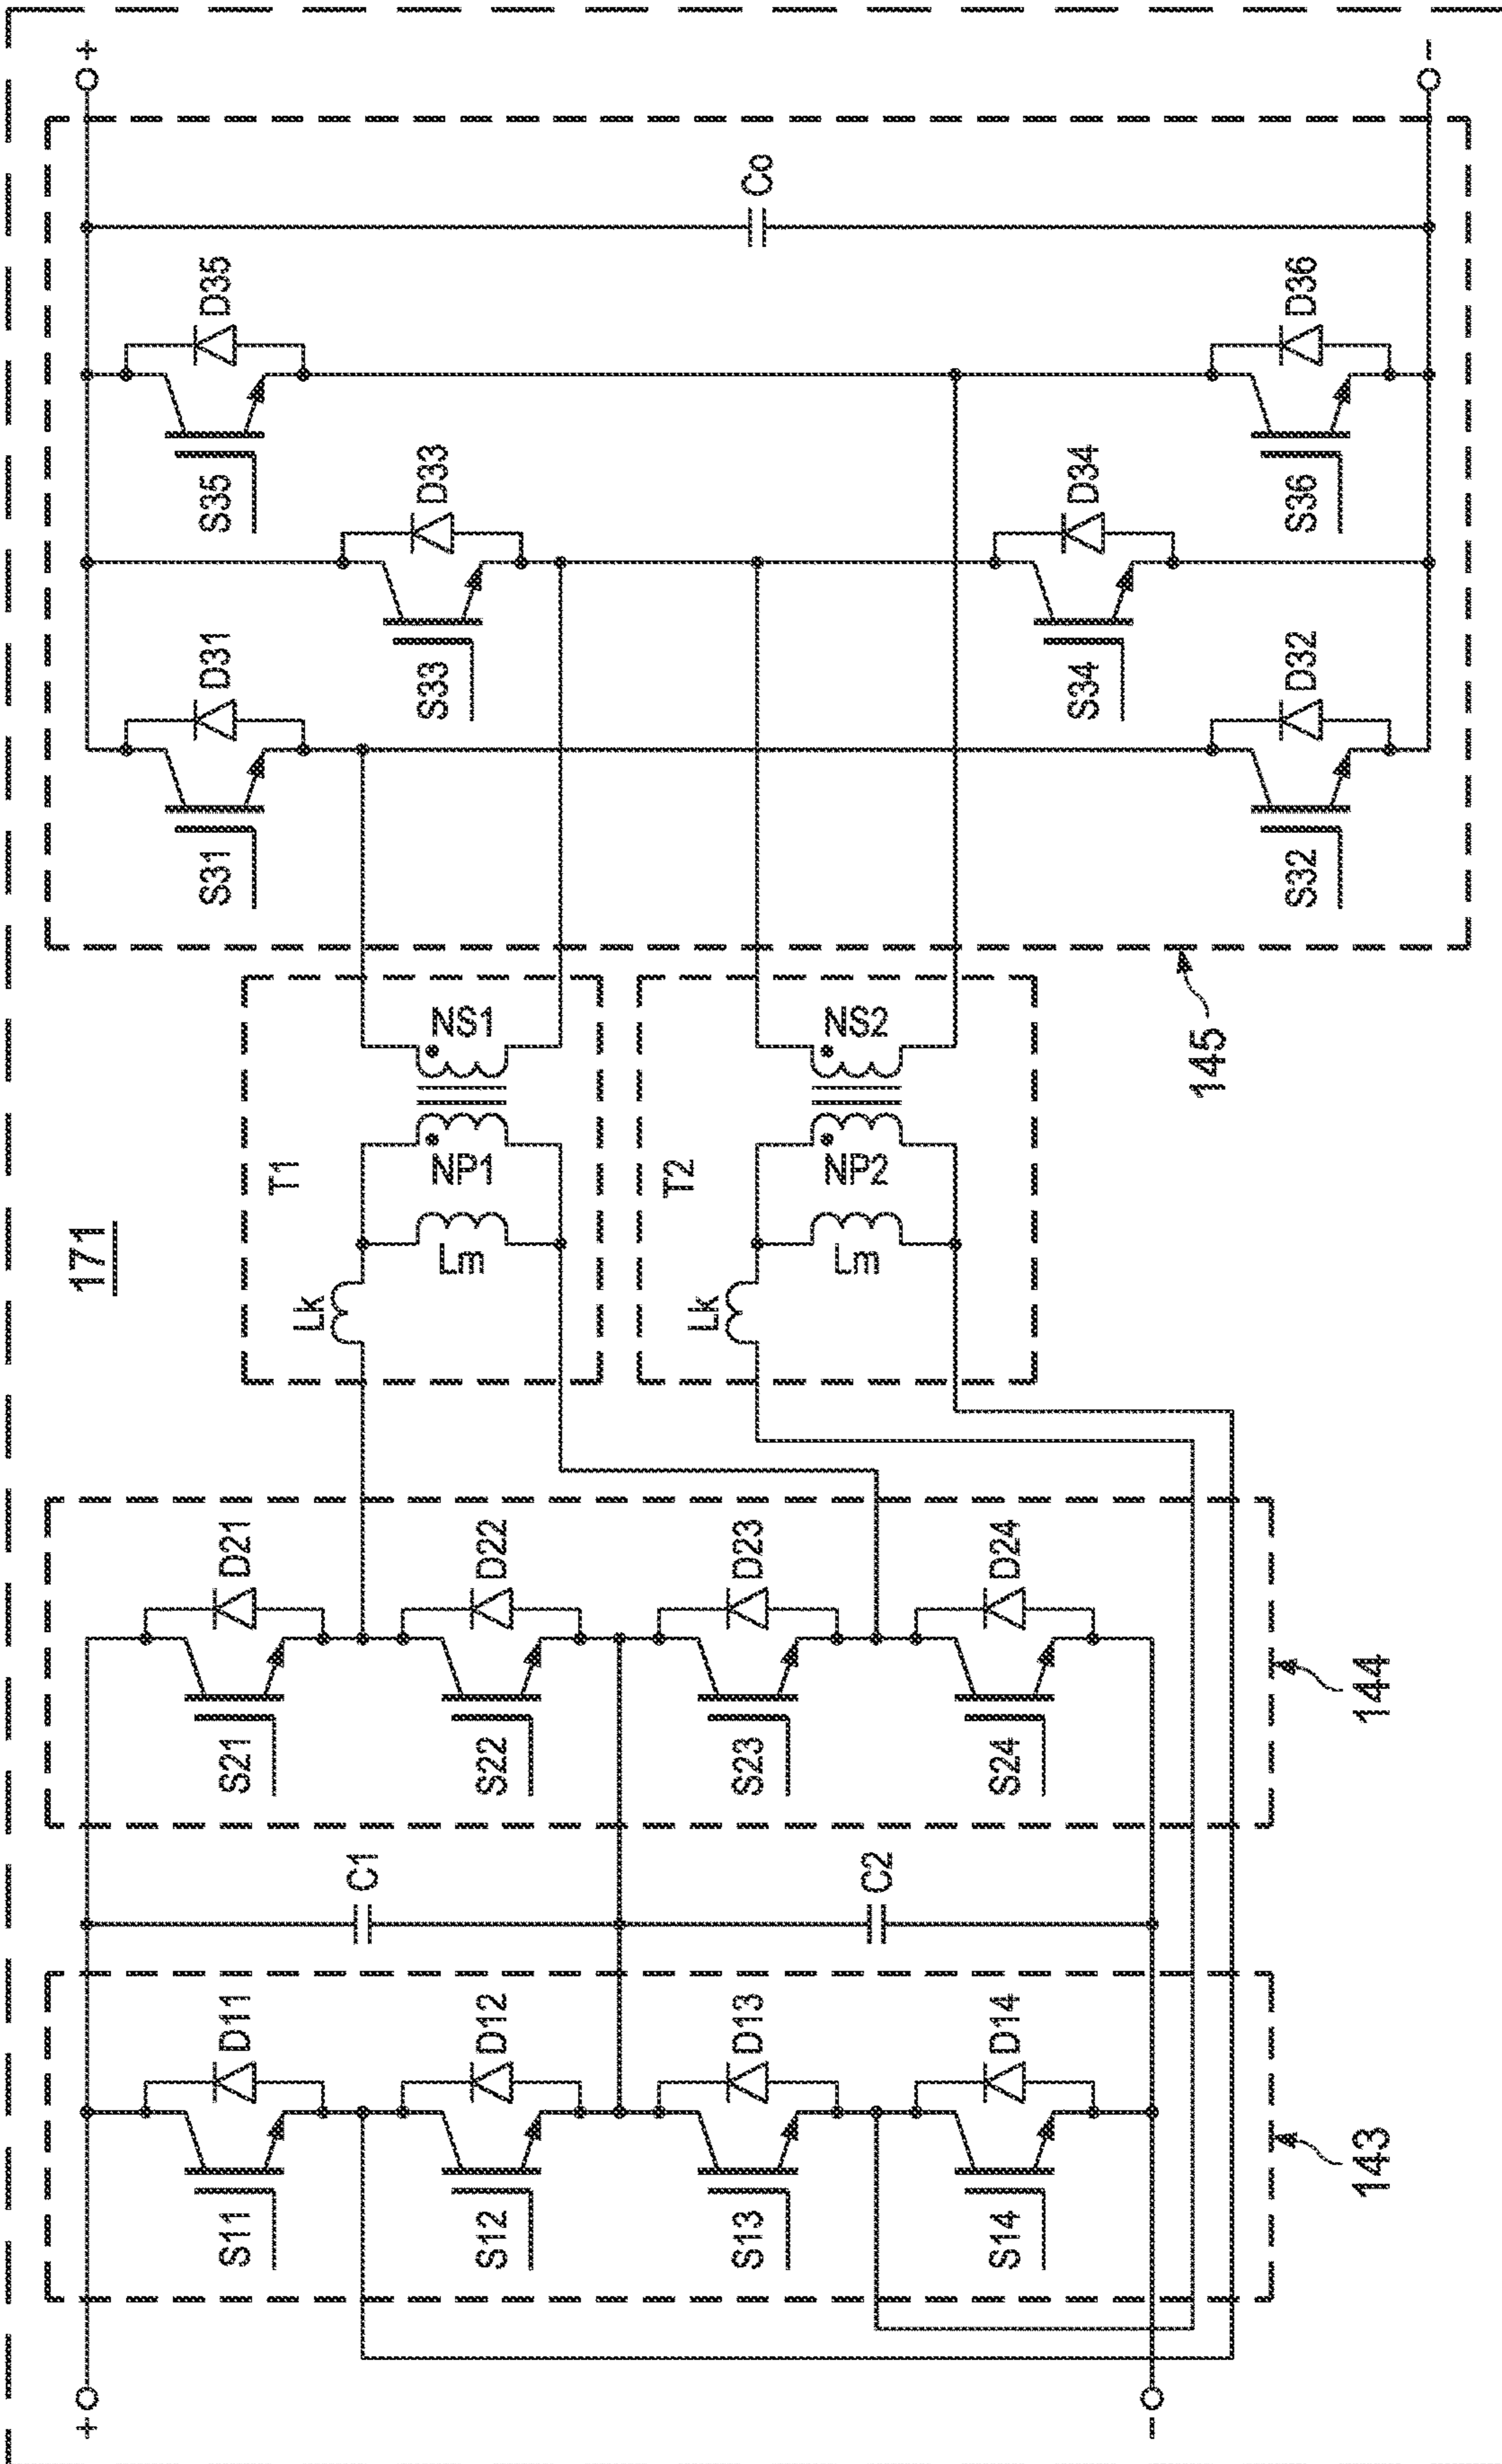 171
+
-
S11
D11
S12
D12
S13
D13
S14
D14
143
C1
C2
S21
D21
S22
D22
S23
D23
S24
D24
144
T1
Lk
Lm
NP1
NS1
T2
Lk
Lm
NP2
NS2
145
S31
D31
S32
D32
S33
D33
S34
D34
S35
D35
S36
D36
Co
+
-